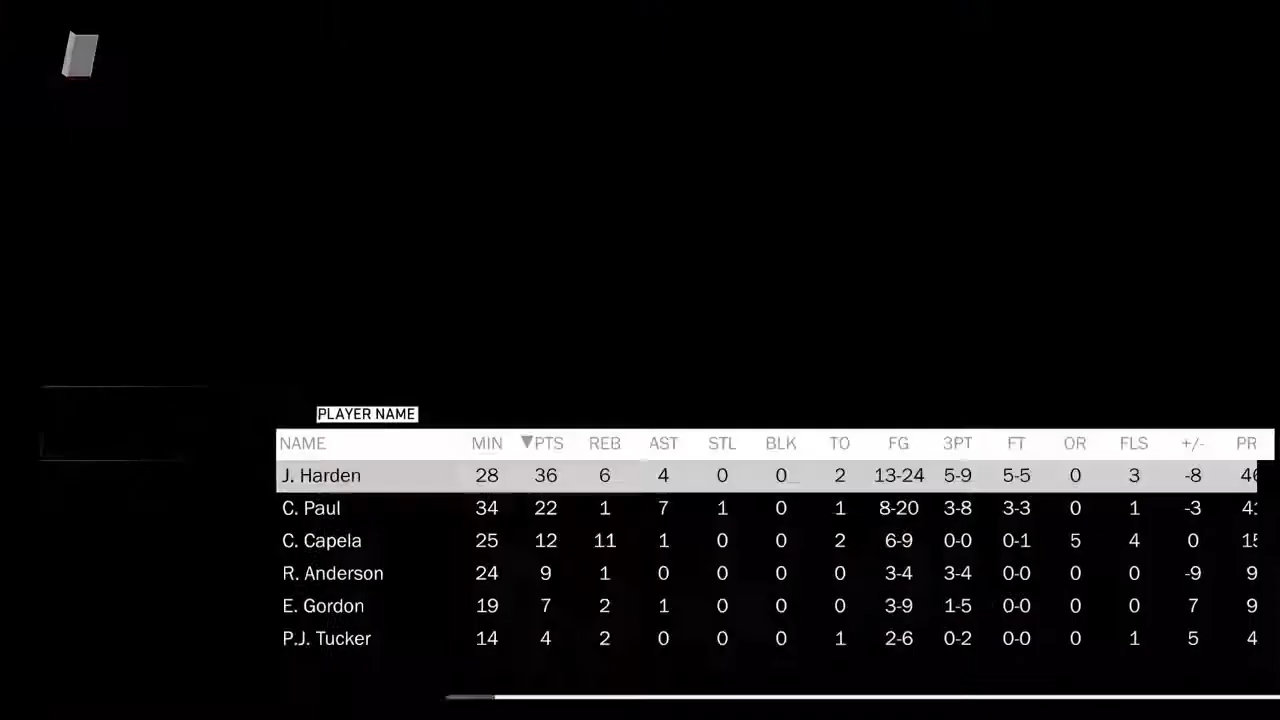 PLAYER NAME
NAME MIN ▼PTS REB AST STL BLK TO FG 3PT FT OR FLS +/- PR
J. Harden 28 36 6 4 0 0 2 13-24 5-9 5-5 0 3 -8 46
C. Paul 34 22 1 7 1 0 1 8-20 3-8 3-3 0 1 -3
C. Capela 25 12 11 1 0 0 2 6-9 0-0 0-1 5 4 0 15
R. Anderson 24 9 1 0 0 0 0 3-4 3-4 0-0 0 0 -9 9
E. Gordon 19 7 2 1 0 0 0 3-9 1-5 0-0 0 0 7 9
P.J. Tucker 14 4 2 0 0 0 1 2-6 0-2 0-0 0 1 5 4